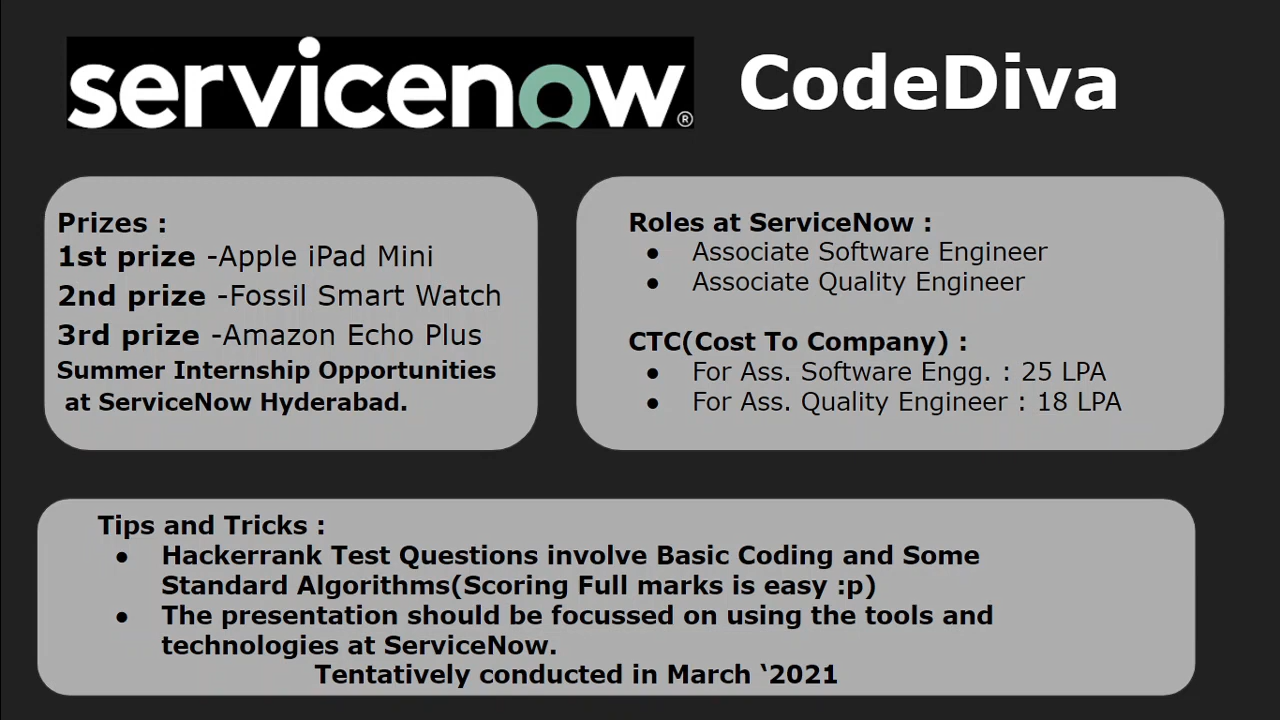 servicenow® CodeDiva
Prizes :
1st prize -Apple iPad Mini
2nd prize -Fossil Smart Watch
3rd prize -Amazon Echo Plus
Summer Internship Opportunities
at ServiceNow Hyderabad.
Roles at ServiceNow :
● Associate Software Engineer
● Associate Quality Engineer
CTC(Cost To Company) :
● For Ass. Software Engg. : 25 LPA
● For Ass. Quality Engineer : 18 LPA
Tips and Tricks :
● Hackerrank Test Questions involve Basic Coding and Some
Standard Algorithms(Scoring Full marks is easy :p)
● The presentation should be focussed on using the tools and
technologies at ServiceNow.
Tentatively conducted in March ‘2021